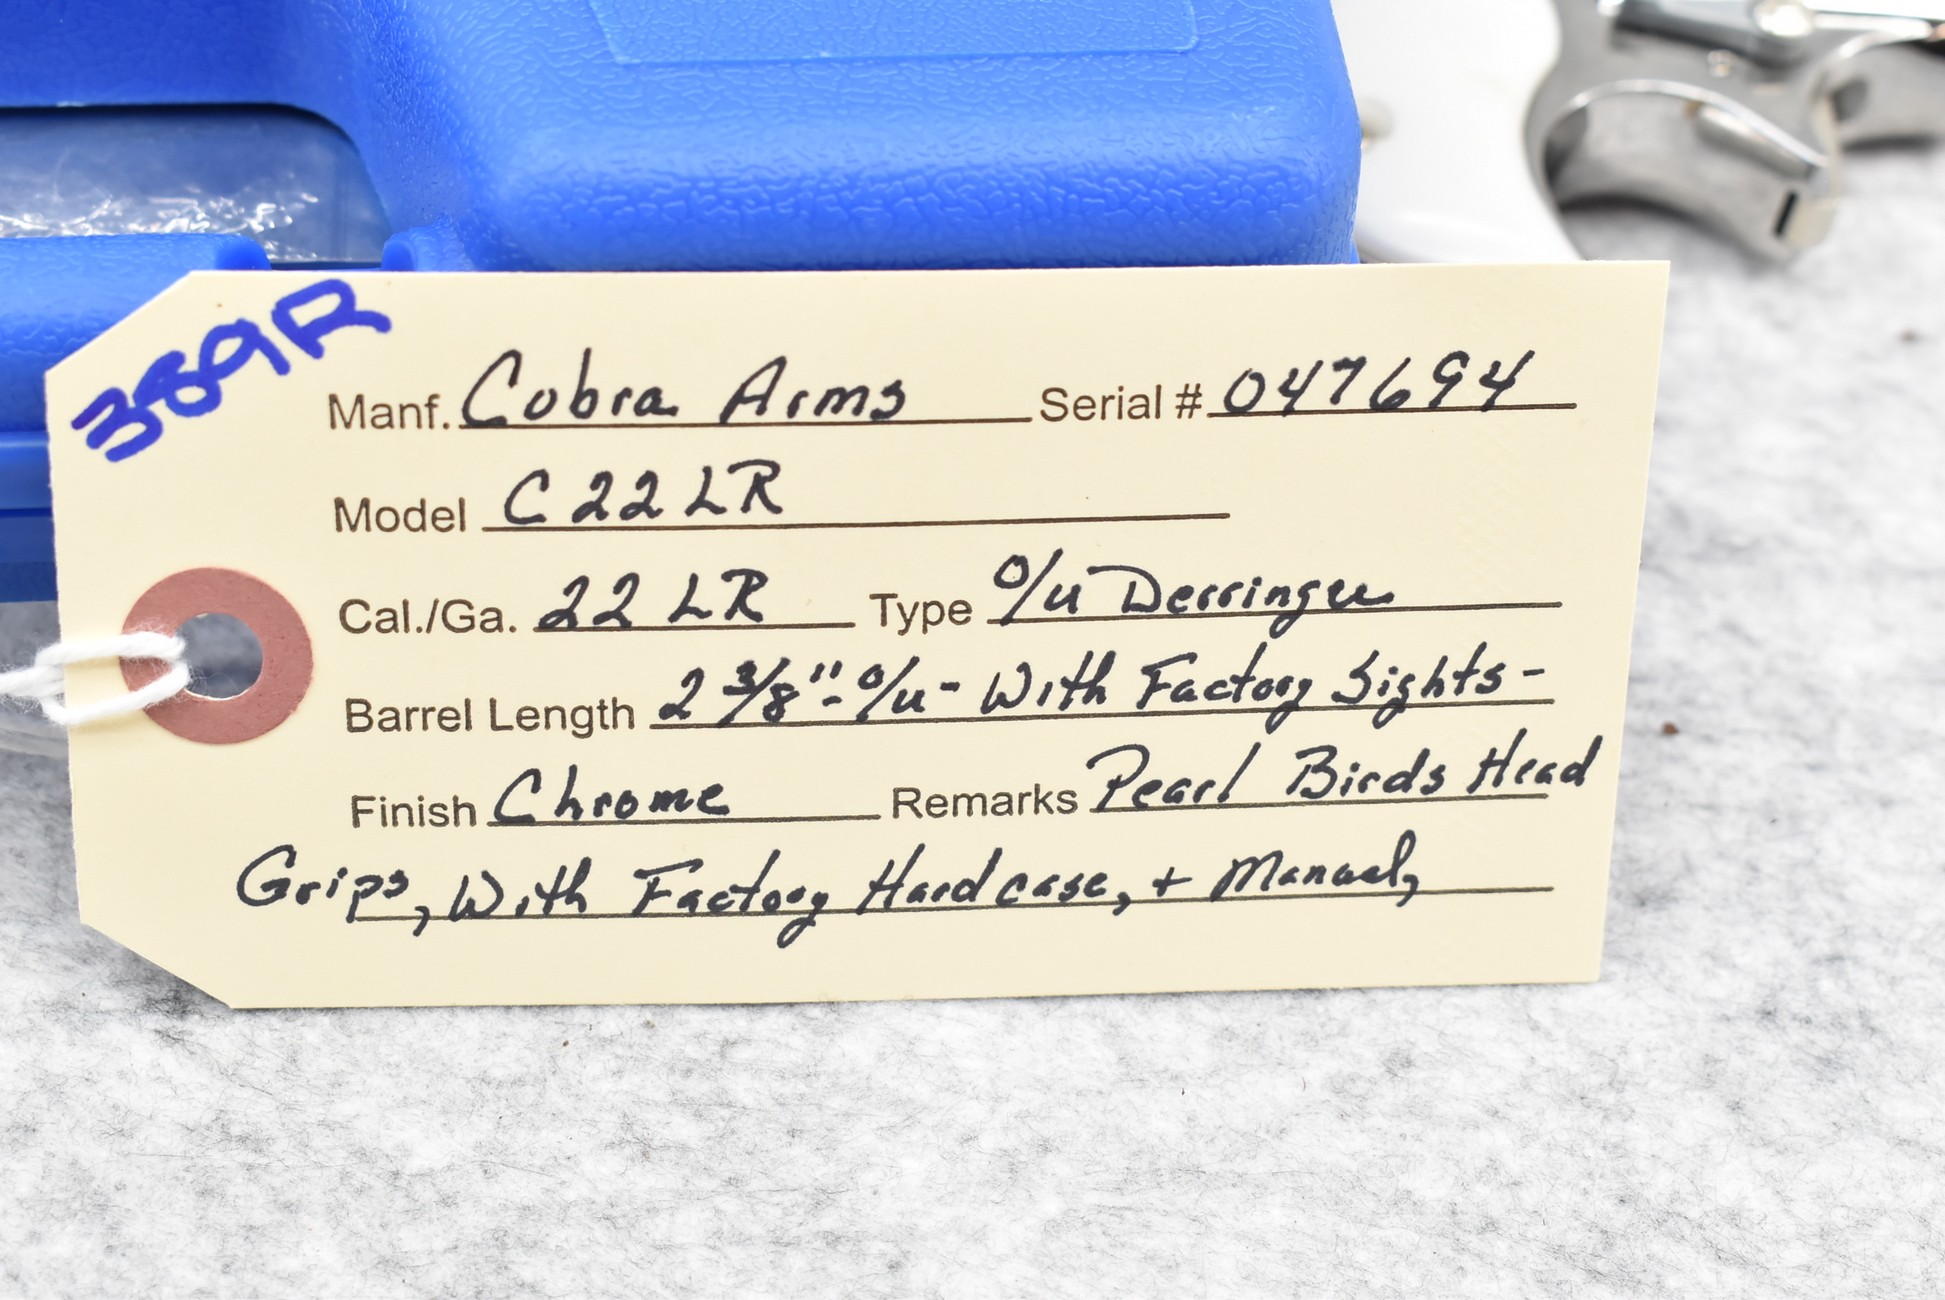 389R
Manf. Cobra Arms Serial # 047694
Model C22LR
Cal./Ga. 22 LR Type O/U Derringer
Barrel Length 2 3/8"-O/U- With Factory Sights-
Finish Chrome Remarks Pearl Birds Head
Grips, With Factory Hardcase, + Manual,